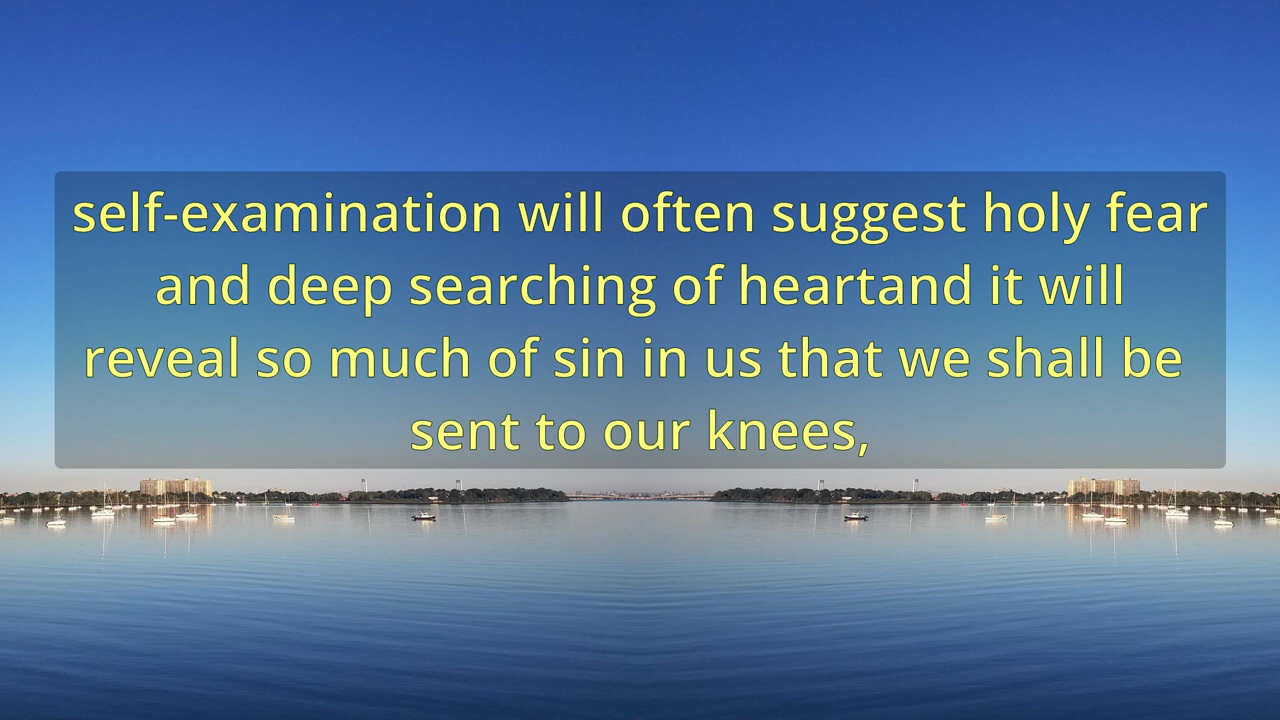 self-examination will often suggest holy fear
and deep searching of heartand it will
reveal so much of sin in us that we shall be
sent to our knees,